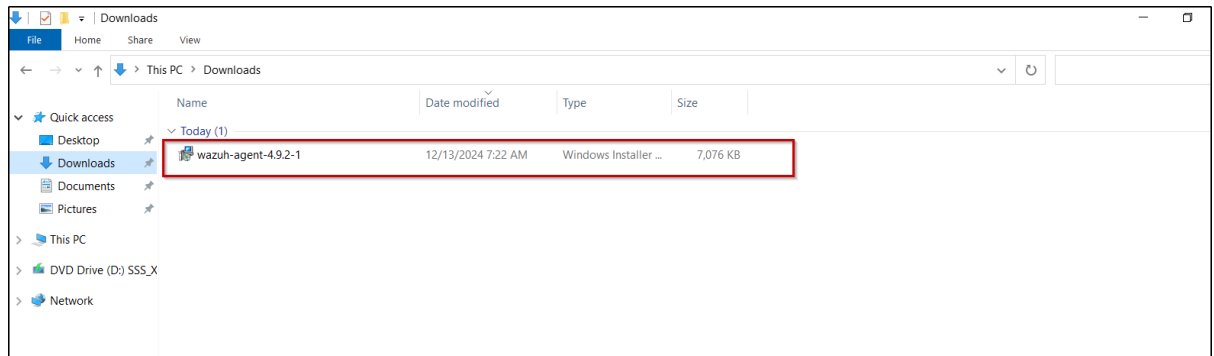 Downloads
File Home Share View
This PC > Downloads
Name Date modified Type Size
Quick access
Today (1)
Desktop
wazuh-agent-4.9.2-1 12/13/2024 7:22 AM Windows Installer ... 7,076 KB
Downloads
Documents
Pictures
This PC
DVD Drive (D:) SSS_X
Network